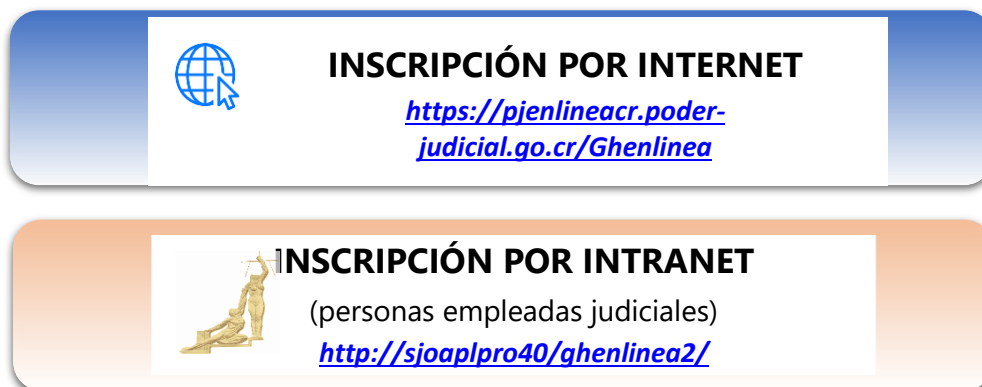 INSCRIPCIÓN POR INTERNET
https://pjenlineacr.poder-
judicial.go.cr/Ghenlinea
INSCRIPCIÓN POR INTRANET
(personas empleadas judiciales)
http://sjoaplpro40/ghenlinea2/